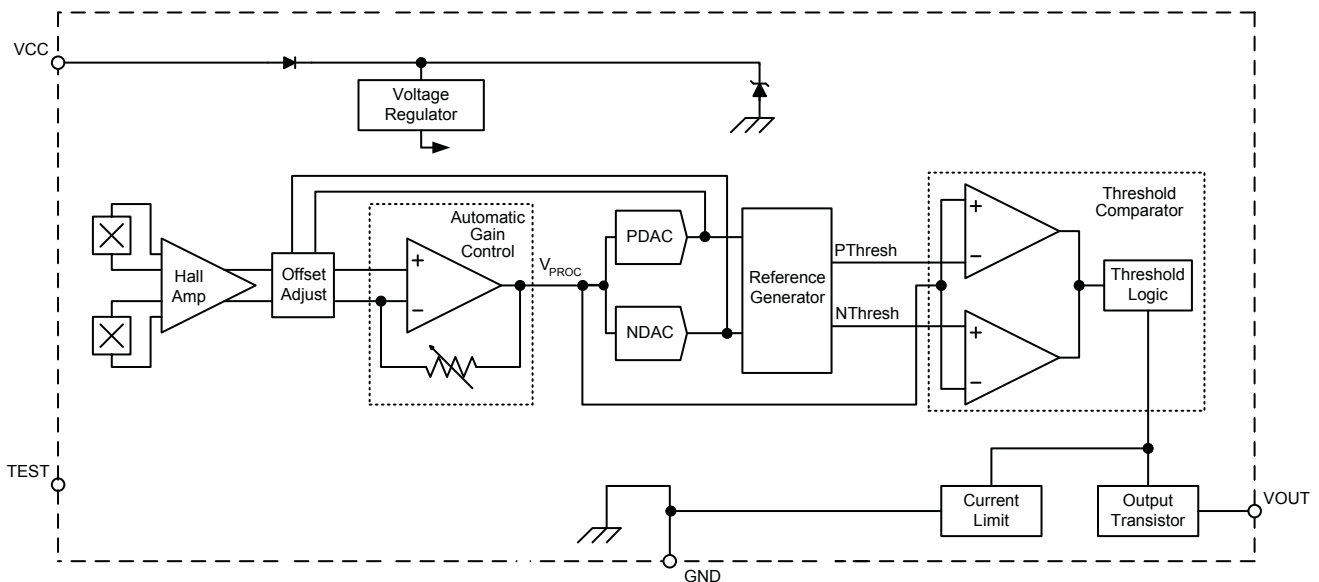 VCC
Voltage
Regulator
Automatic
Gain
Control
Threshold
Comparator
Hall
Amp
Offset
Adjust
+
−
VPROC
PDAC
NDAC
Reference
Generator
PThresh
NThresh
+
−
+
−
Threshold
Logic
TEST
Current
Limit
Output
Transistor
VOUT
GND